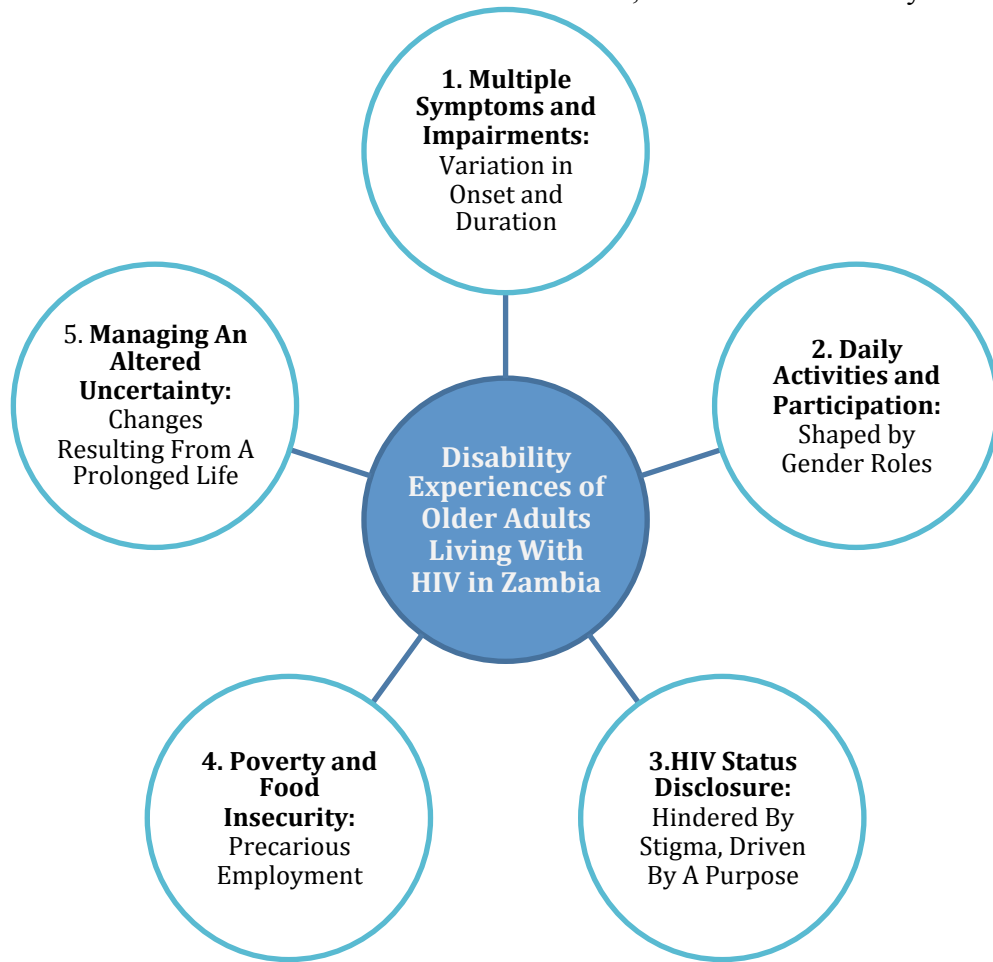 1. Multiple
Symptoms and
Impairments:
Variation in
Onset and
Duration
2. Daily
Activities and
Participation:
Shaped by
Gender Roles
3.HIV Status
Disclosure:
Hindered By
Stigma, Driven
By A Purpose
4. Poverty and
Food
Insecurity:
Precarious
Employment
5. Managing An
Altered
Uncertainty:
Changes
Resulting From A
Prolonged Life
Disability
Experiences of
Older Adults
Living With
HIV in Zambia